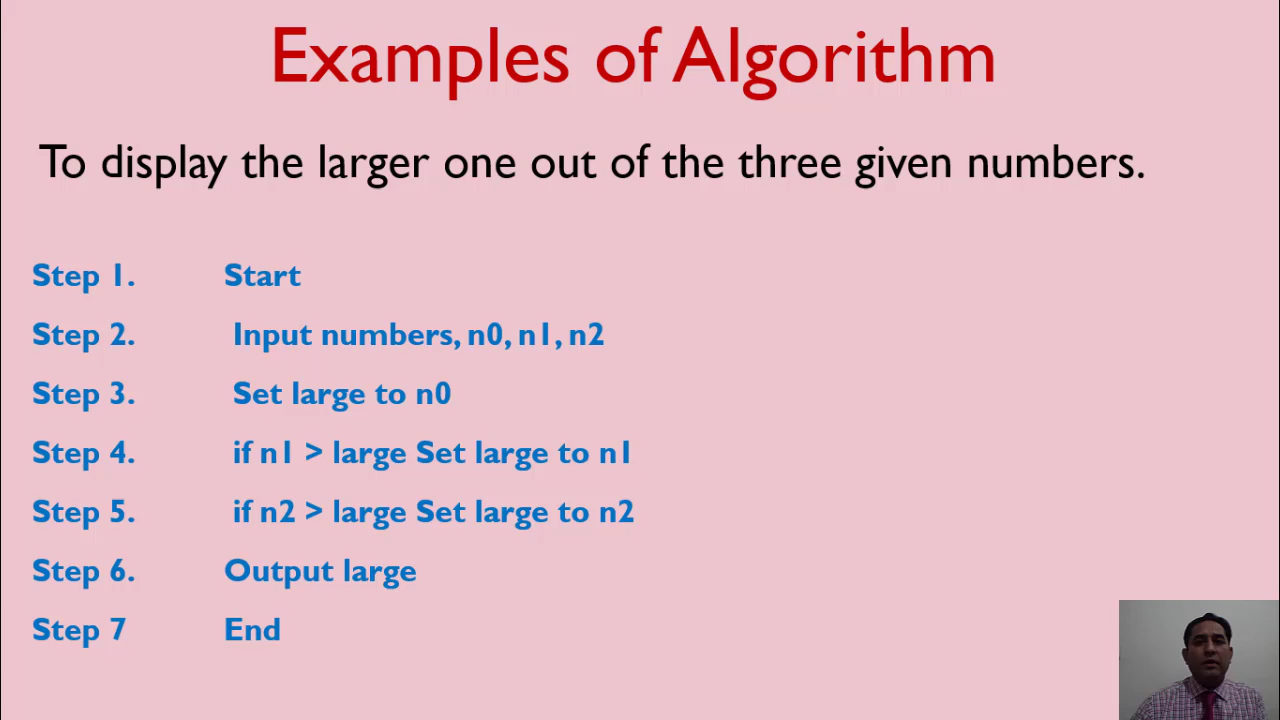 Examples of Algorithm
To display the larger one out of the three given numbers.
Step 1. Start
Step 2. Input numbers, n0, n1, n2
Step 3. Set large to n0
Step 4. if n1 > large Set large to n1
Step 5. if n2 > large Set large to n2
Step 6. Output large
Step 7 End